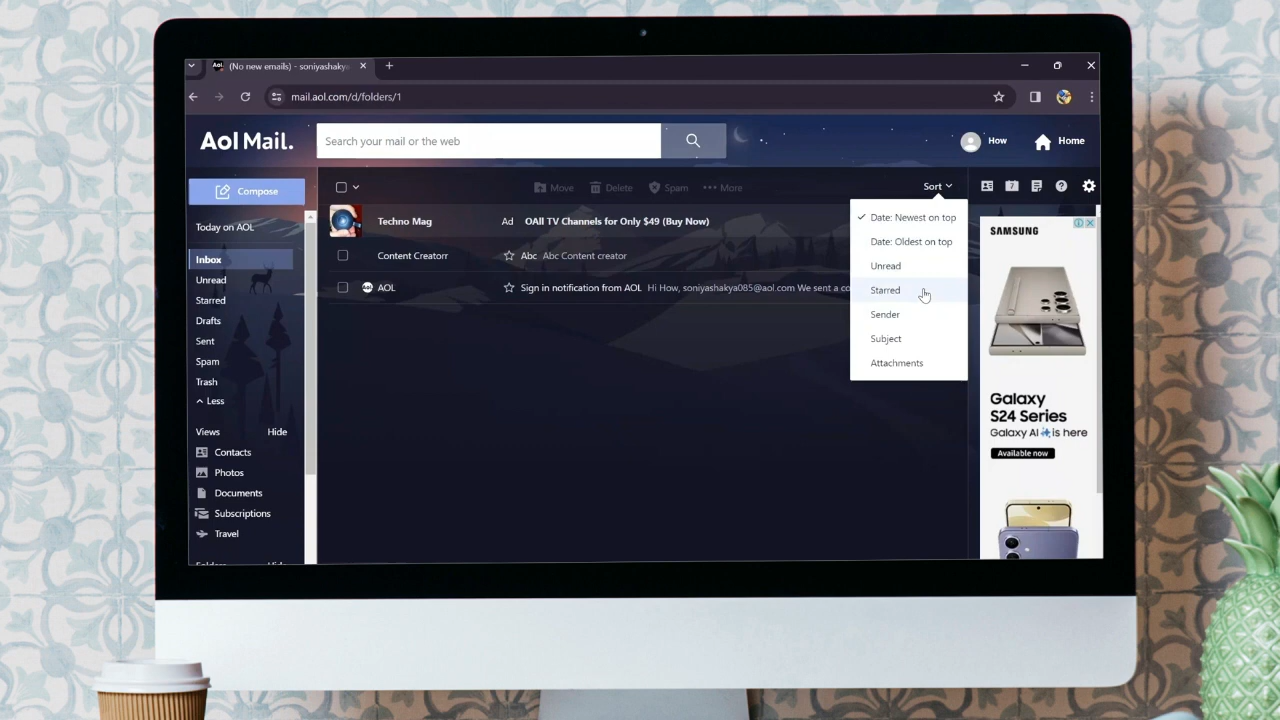 (No new emails) - soniyashaky
mail.aol.com/d/folders/1
Aol Mail.
Search your mail or the web
How
Home
Compose
Move
Delete
Spam
More
Sort
Today on AOL
Techno Mag
Ad
OAll TV Channels for Only $49 (Buy Now)
Date: Newest on top
Content Creatorr
Abc
Abc Content creator
Date: Oldest on top
Inbox
Unread
Unread
AOL
AOL
Sign in notification from AOL
Hi How, soniyashakya085@aol.com We sent a co
Starred
Starred
Sender
Drafts
Subject
Sent
Attachments
Spam
Trash
Less
Views
Hide
Contacts
Photos
Documents
Subscriptions
Travel
SAMSUNG
Galaxy
S24 Series
Galaxy AI is here
Available now